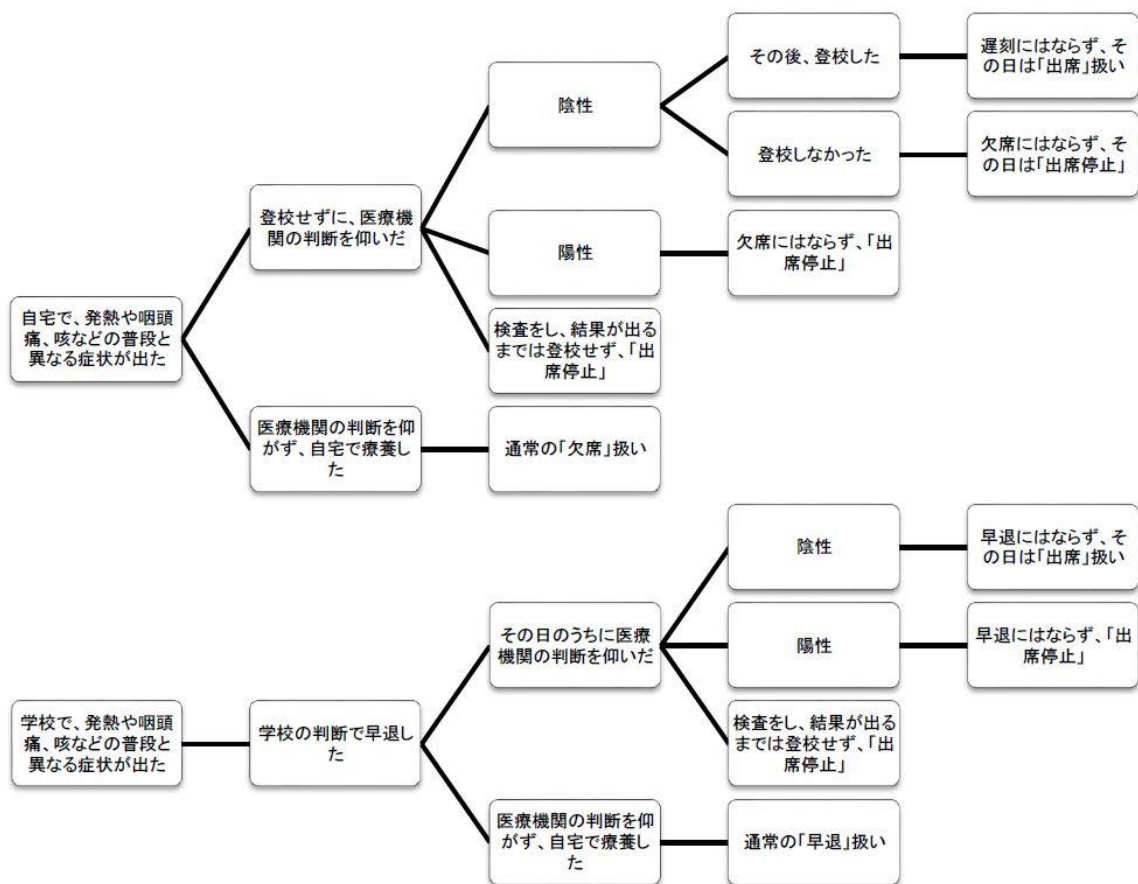 自宅で、発熱や咽頭
痛、咳などの普段と
異なる症状が出た
登校せずに、医療機
関の判断を仰いだ
陰性
その後、登校した
遅刻にはならず、そ
の日は「出席」扱い
登校しなかった
欠席にはならず、そ
の日は「出席停止」
陽性
欠席にはならず、「出
席停止」
検査をし、結果が出る
までは登校せず、「出
席停止」
医療機関の判断を仰
がず、自宅で療養し
た
通常の「欠席」扱い
学校で、発熱や咽頭
痛、咳などの普段と
異なる症状が出た
学校の判断で早退し
た
その日のうちに医療
機関の判断を仰いだ
陰性
早退にはならず、そ
の日は「出席」扱い
陽性
早退にはならず、「出
席停止」
検査をし、結果が出る
までは登校せず、「出
席停止」
医療機関の判断を仰
がず、自宅で療養し
た
通常の「早退」扱い